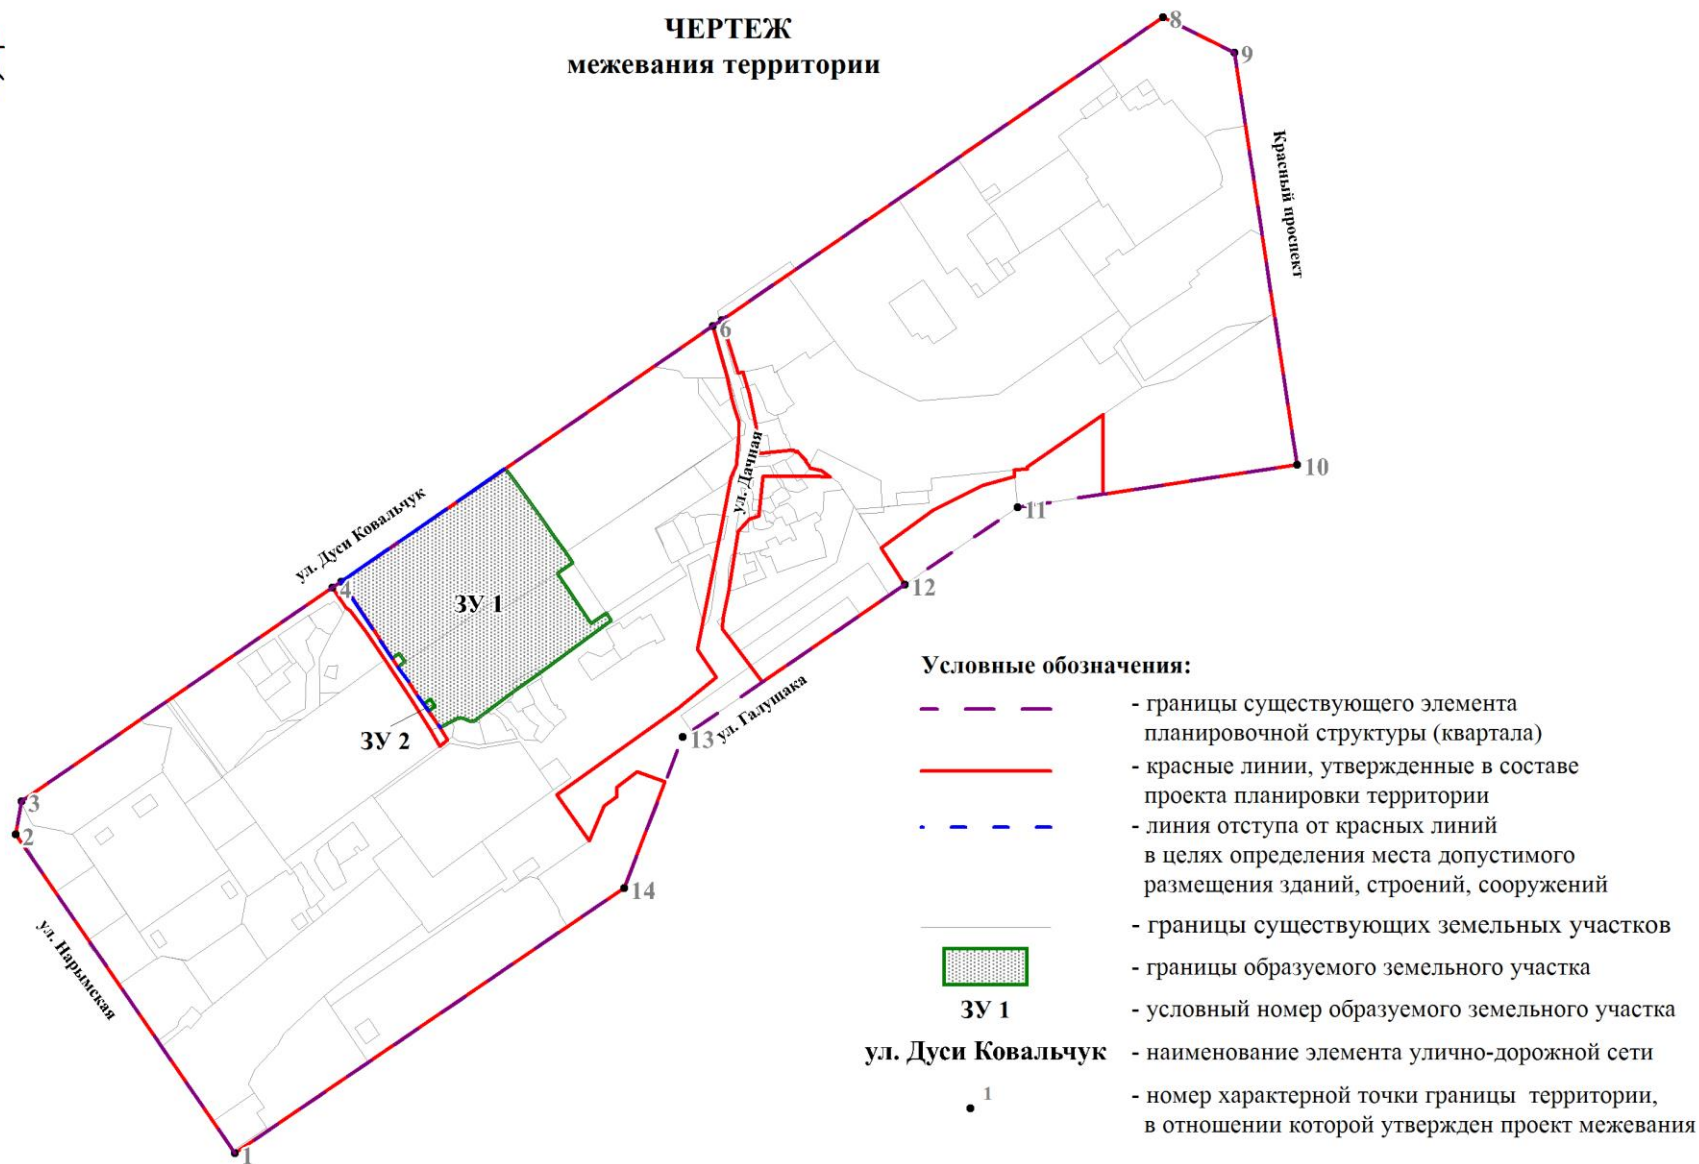 ЧЕРТЕЖ
межевания территории
8
9
Красный проспект
6
ул. Дачная
10
ул. Дуси Ковальчук
4
ЗУ 1
11
12
ЗУ 2
13
ул. Галущака
3
2
14
ул. Нарымская
1
Условные обозначения:
- границы существующего элемента
планировочной структуры (квартала)
- красные линии, утвержденные в составе
проекта планировки территории
- линия отступа от красных линий
в целях определения места допустимого
размещения зданий, строений, сооружений
- границы существующих земельных участков
- границы образуемого земельного участка
ЗУ 1 - условный номер образуемого земельного участка
ул. Дуси Ковальчук - наименование элемента улично-дорожной сети
1 - номер характерной точки границы территории,
в отношении которой утвержден проект межевания